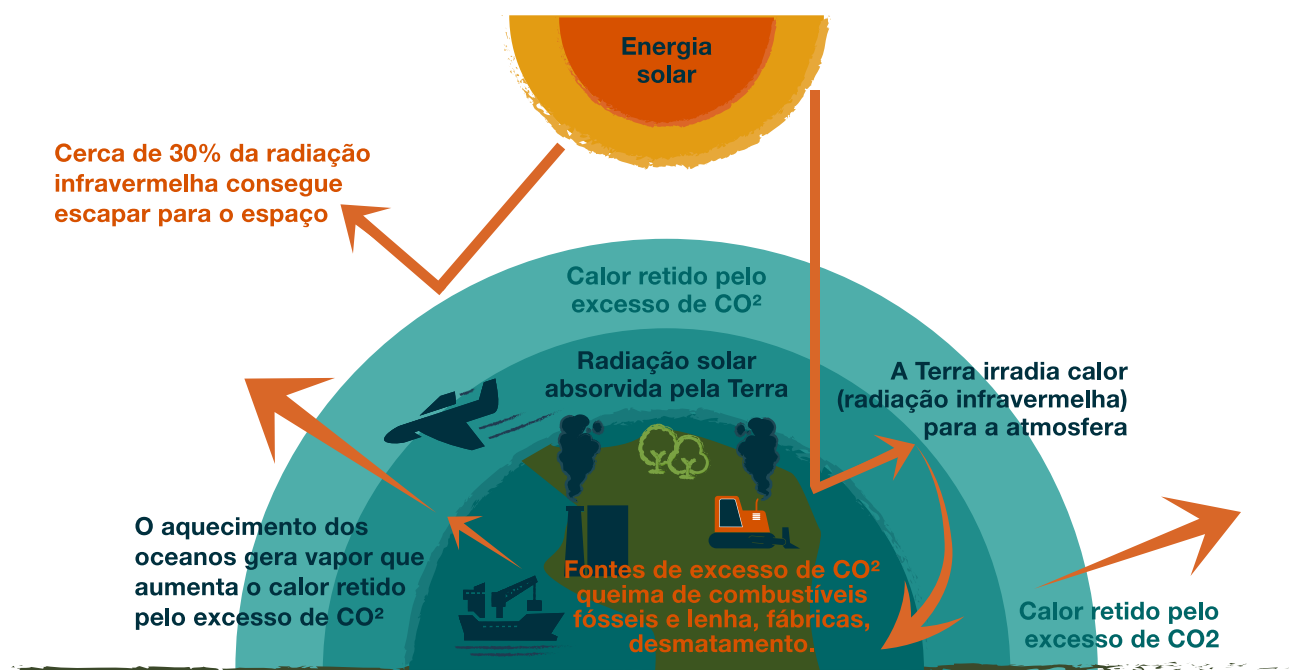 Energia
solar
Cerca de 30% da radiação
infravermelha consegue
escapar para o espaço
Calor retido pelo
excesso de CO²
Radiação solar
absorvida pela Terra
A Terra irradia calor
(radiação infravermelha)
para a atmosfera
O aquecimento dos
oceanos gera vapor que
aumenta o calor retido
pelo excesso de CO²
Fontes de excesso de CO²
queima de combustíveis
fósseis e lenha, fábricas,
desmatamento.
Calor retido pelo
excesso de CO2